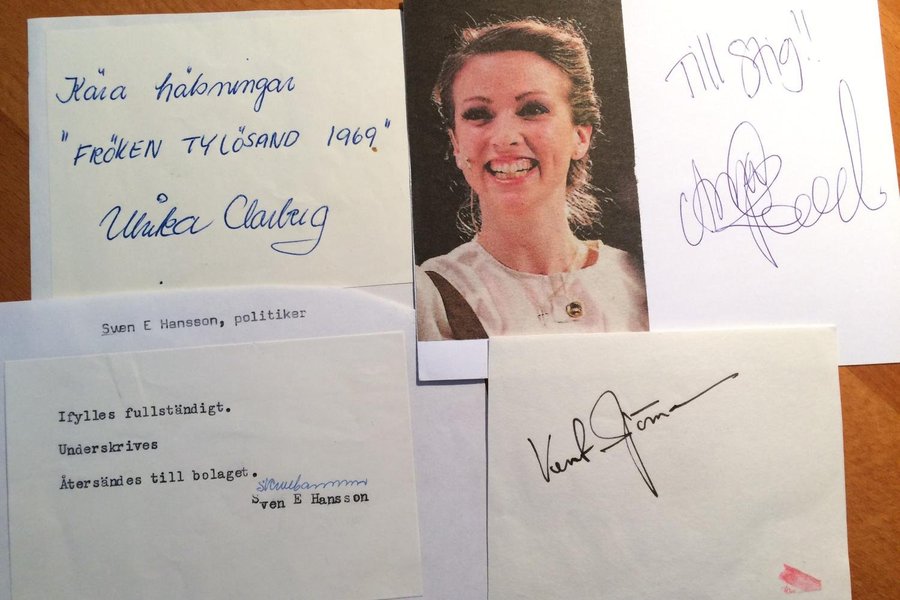 Kära hälsningar
"FRÖKEN TYLÖSAND 1969"
Ulrika
Till Stig!!
Sven E Hansson, politiker
Ifylles fullständigt.
Underskrives
Återsändes till bolaget.
Sven E Hansson
Kent